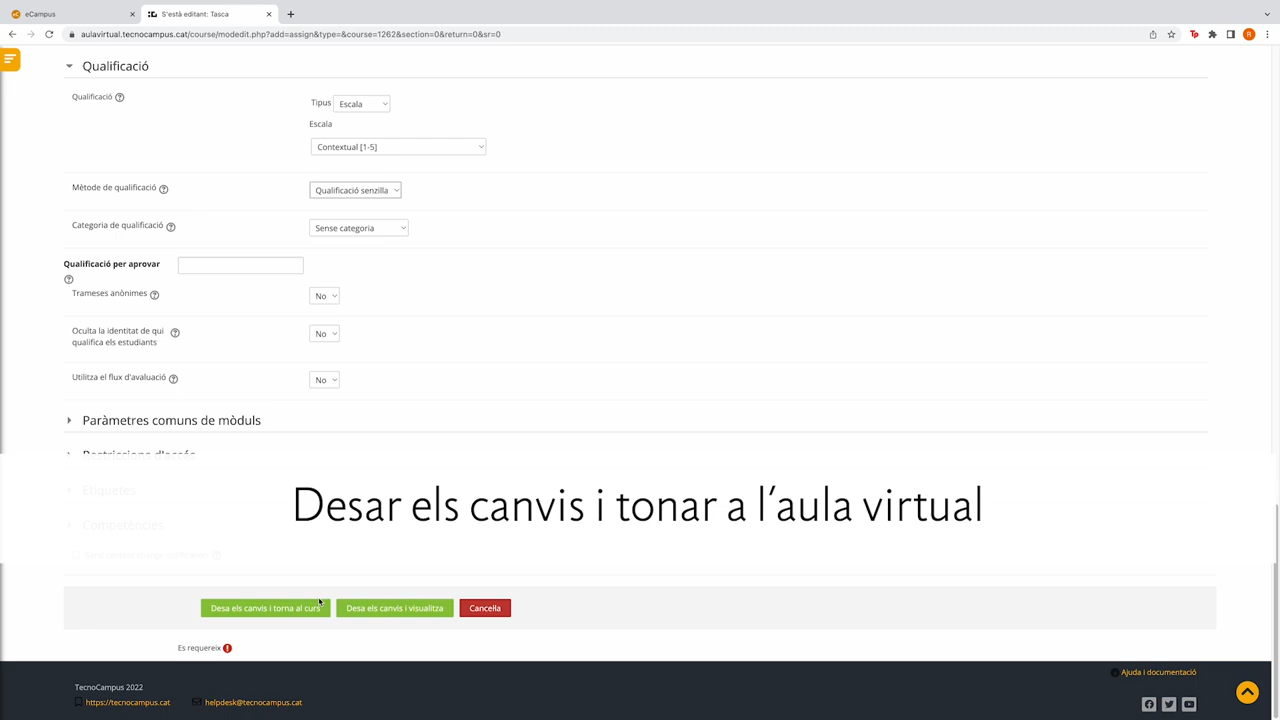 eCampus
S'està editant: Tasca
aulavirtual.tecnocampus.cat/course/modedit.php?add=assign&type=&course=1262&section=0&return=0&sr=0
Qualificació
Qualificació
Tipus Escala
Escala
Contextual [1-5]
Mètode de qualificació
Qualificació senzilla
Categoria de qualificació
Sense categoria
Qualificació per aprovar
Trameses anònimes
No
Oculta la identitat de qui
qualifica els estudiants
No
Utilitza el flux d'avaluació
No
Paràmetres comuns de mòduls
Restriccions d'accés
Etiquetes
Desar els canvis i tonar a l'aula virtual
Competències
Desa els canvis i torna al curs
Desa els canvis i visualitza
Cancel·la
Es requereix
Ajuda i documentació
TecnoCampus 2022
https://tecnocampus.cat
helpdesk@tecnocampus.cat